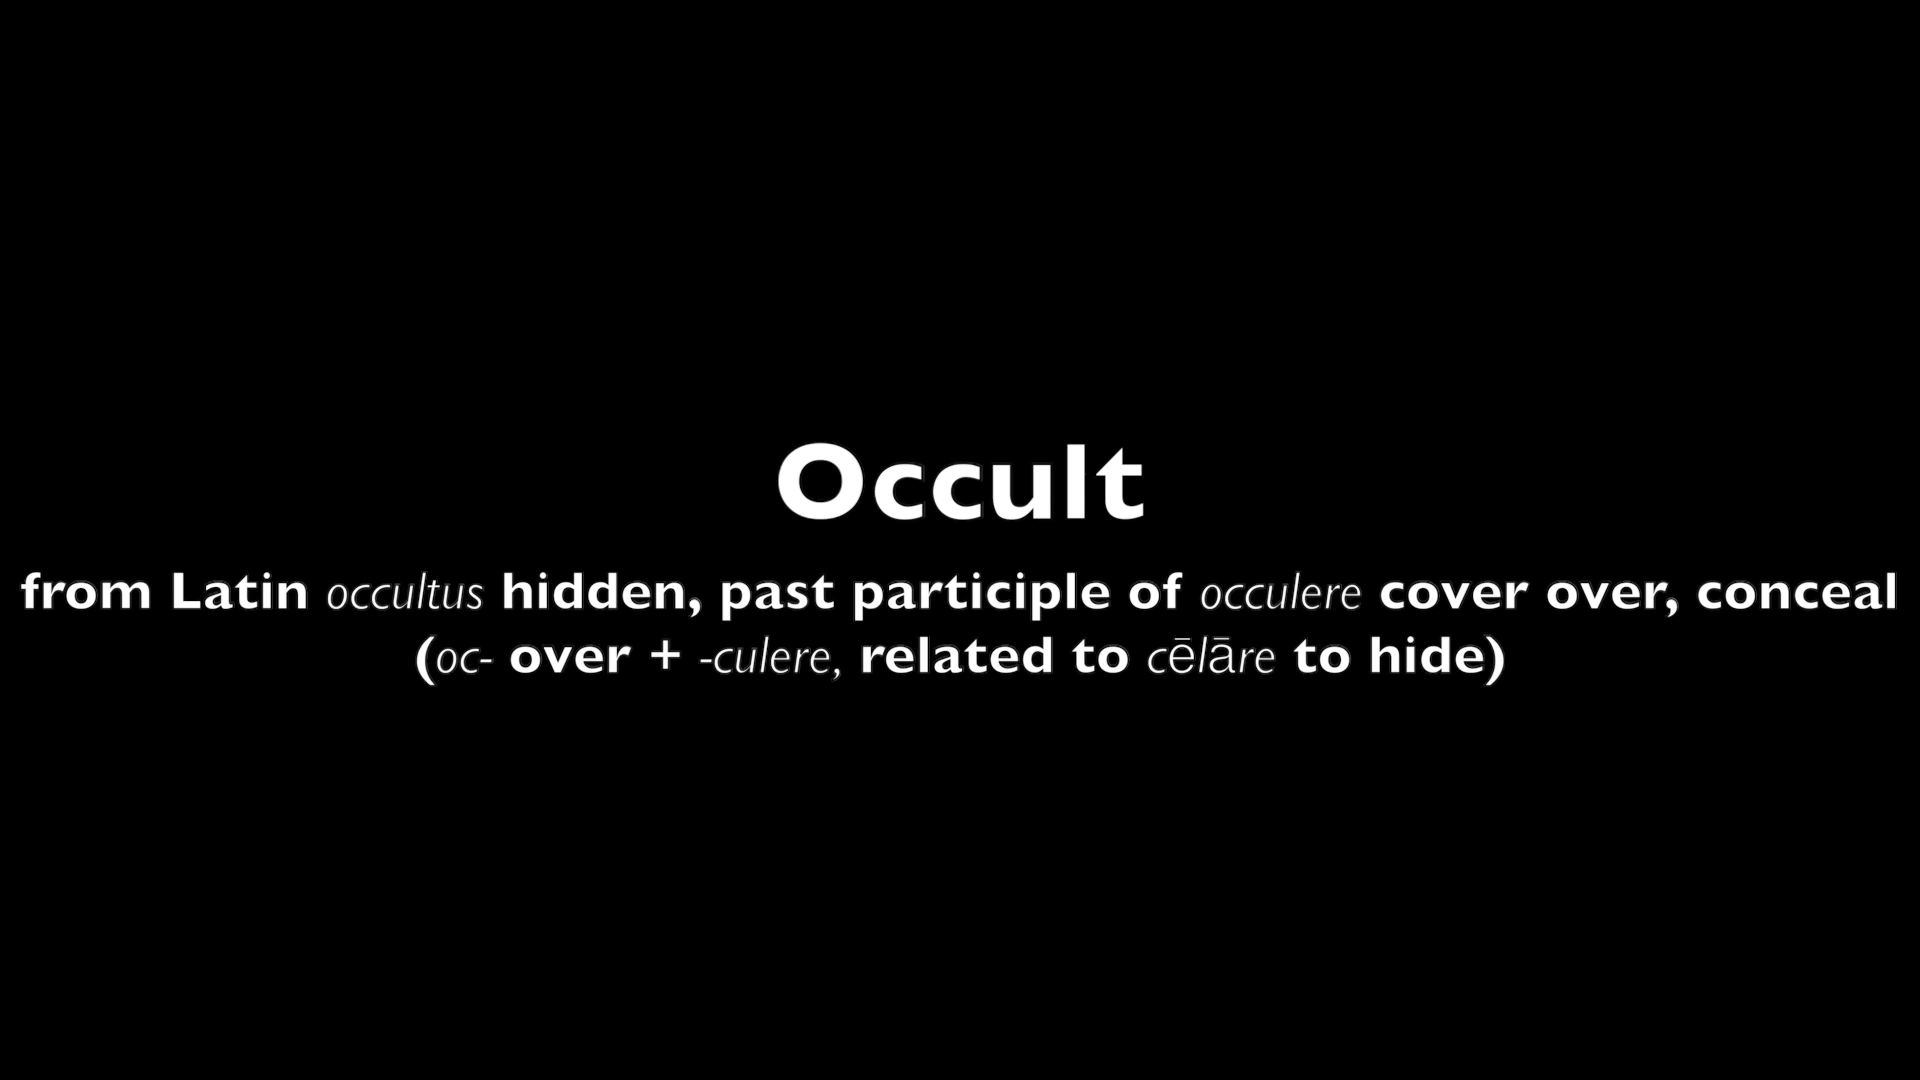 Occult
from Latin occultus hidden, past participle of occulere cover over, conceal
(oc- over + -culere, related to cēlāre to hide)